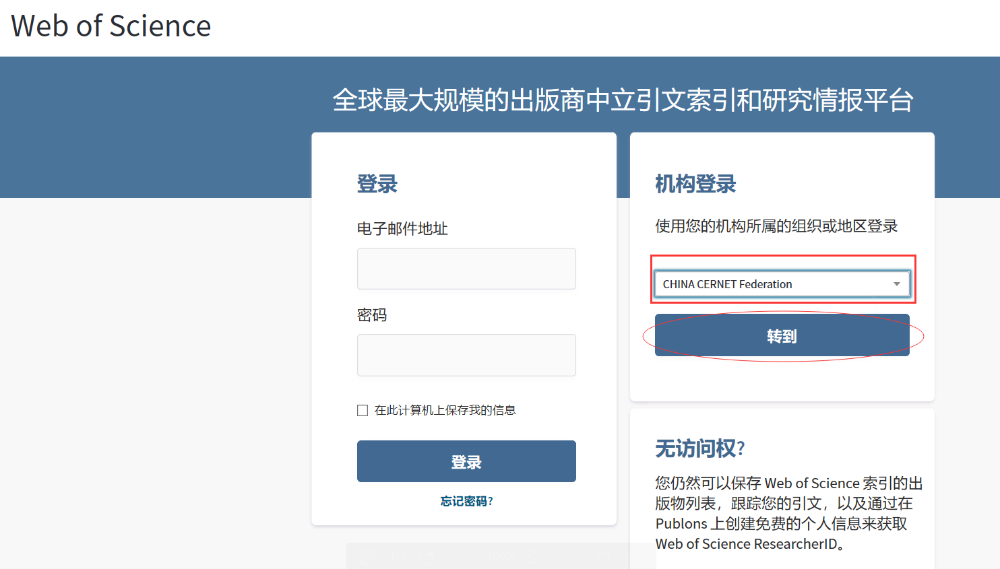 Web of Science
全球最大规模的出版商中立引文索引和研究情报平台
登录
电子邮件地址
密码
在此计算机上保存我的信息
登录
忘记密码?
机构登录
使用您的机构所属的组织或地区登录
CHINA CERNET Federation
转到
无访问权?
您仍然可以保存 Web of Science 索引的出
版物列表，跟踪您的引文，以及通过在
Publons 上创建免费的个人信息来获取
Web of Science ResearcherID。